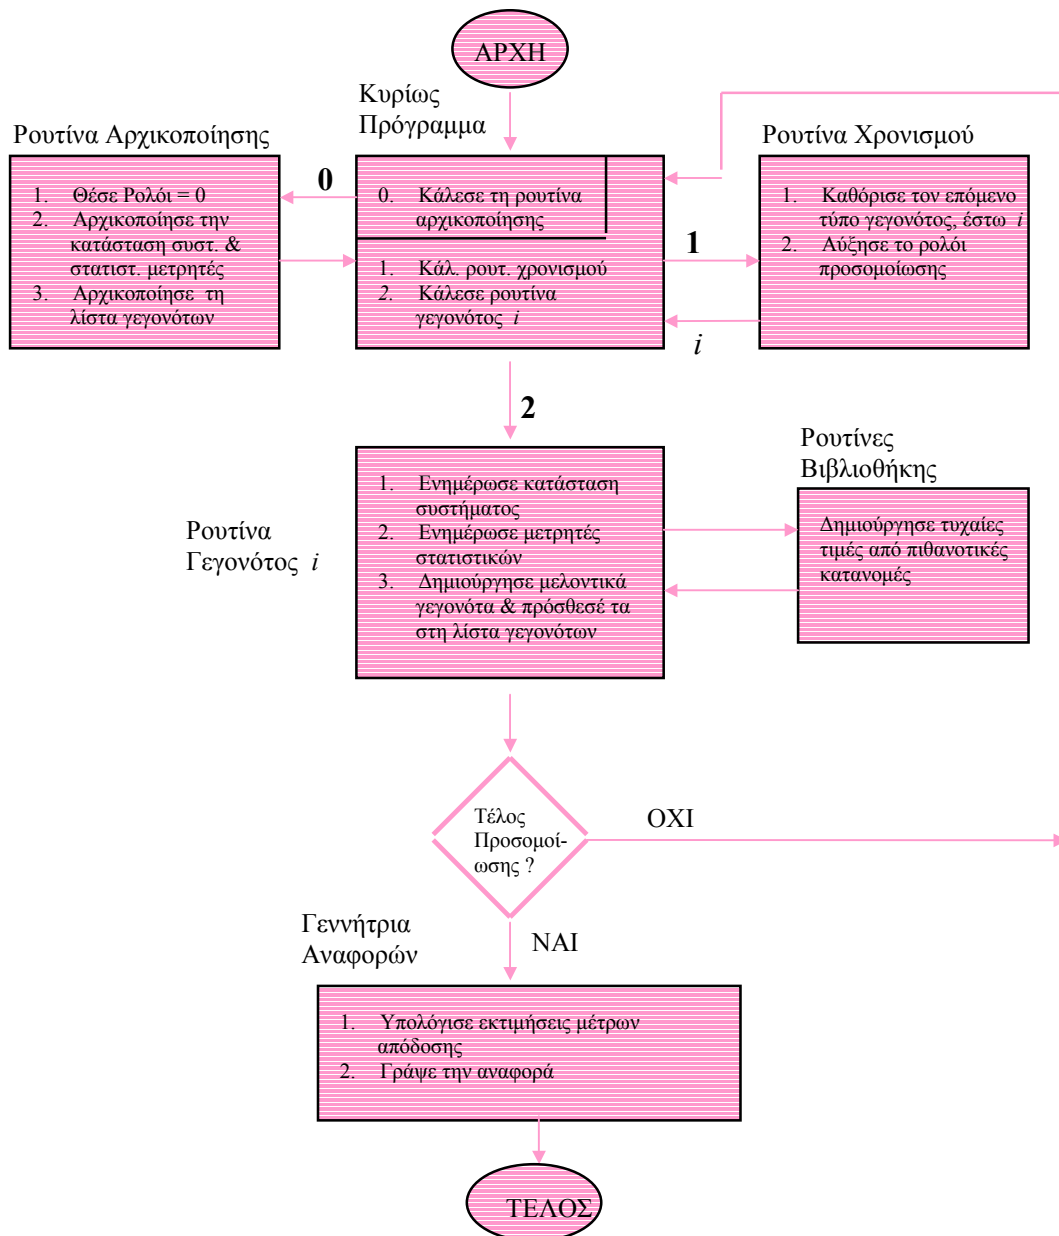 ΑΡΧΗ
Κυρίως
Πρόγραμμα
Ρουτίνα Αρχικοποίησης
1. Θέσε Ρολόι = 0
2. Αρχικοποίησε την
κατάσταση συστ. &
στατιστ. μετρητές
3. Αρχικοποίησε τη
λίστα γεγονότων
0
0. Κάλεσε τη ρουτίνα
αρχικοποίησης
1. Κάλ. ρουτ. χρονισμού
2. Κάλεσε ρουτίνα
γεγονότος i
1
i
Ρουτίνα Χρονισμού
1. Καθόρισε τον επόμενο
τύπο γεγονότος, έστω i
2. Αύξησε το ρολόι
προσομοίωσης
2
Ρουτίνα
Γεγονότος i
1. Ενημέρωσε κατάσταση
συστήματος
2. Ενημέρωσε μετρητές
στατιστικών
3. Δημιούργησε μελοντικά
γεγονότα & πρόσθεσέ τα
στη λίστα γεγονότων
Ρουτίνες
Βιβλιοθήκης
Δημιούργησε τυχαίες
τιμές από πιθανοτικές
κατανομές
Τέλος
Προσομοί-
ωσης ?
ΟΧΙ
ΝΑΙ
Γεννήτρια
Αναφορών
1. Υπολόγισε εκτιμήσεις μέτρων
απόδοσης
2. Γράψε την αναφορά
ΤΕΛΟΣ